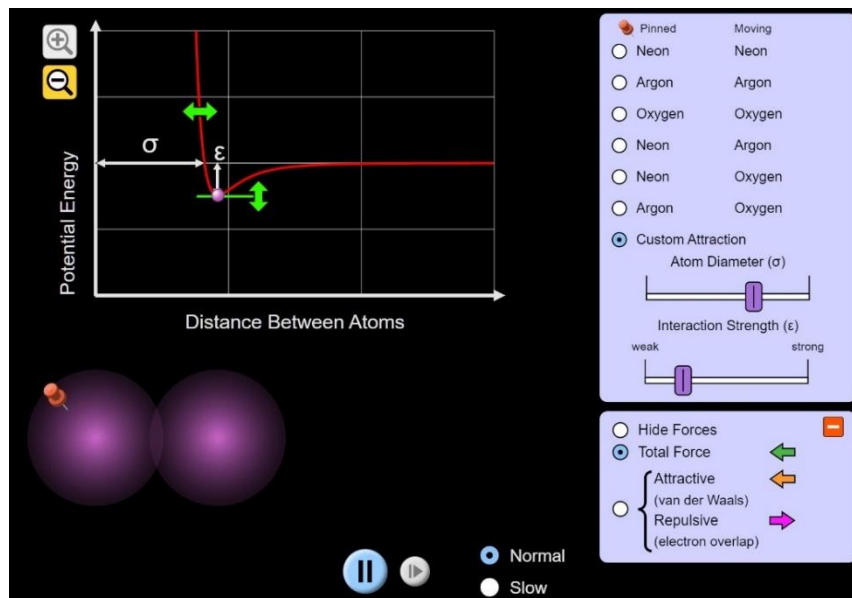 σ
ε
Potential Energy
Distance Between Atoms
Pinned Moving
Neon Neon
Argon Argon
Oxygen Oxygen
Neon Argon
Neon Oxygen
Argon Oxygen
Custom Attraction
Atom Diameter (σ)
Interaction Strength (ε)
weak strong
Hide Forces
Total Force
Attractive
(van der Waals)
Repulsive
(electron overlap)
Normal
Slow